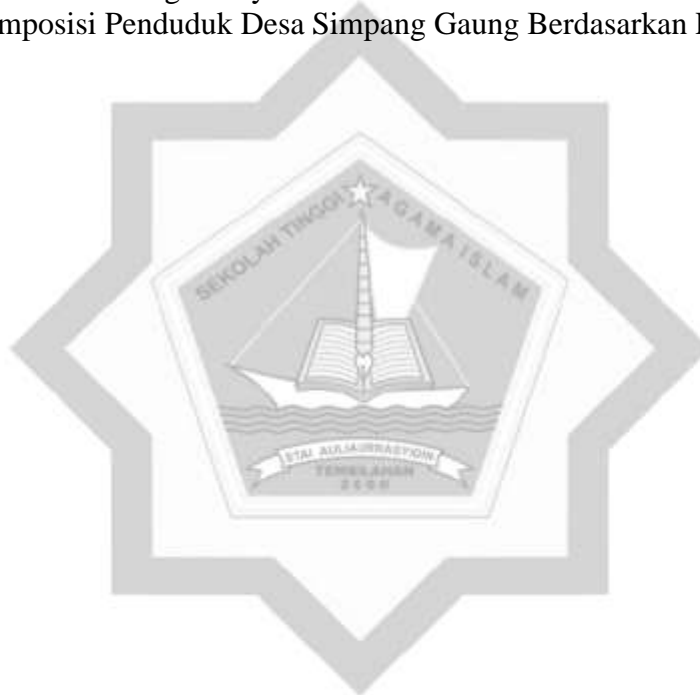 mposisi Penduduk Desa Simpang Gaung Berdasarkan
SEKOLAH TINGGI AGAMA ISLAM
STAI AULIAURRASYIDIN
TEMBILAHAN